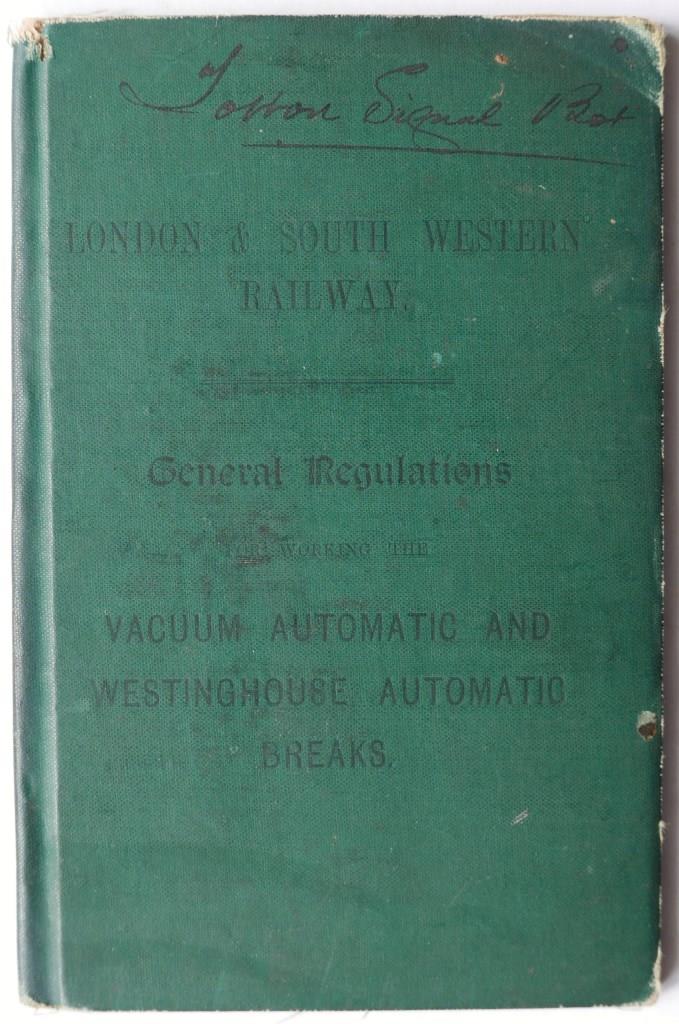 Totton Signal Box
LONDON & SOUTH WESTERN
RAILWAY.
General Regulations
FOR WORKING THE
VACUUM AUTOMATIC AND
WESTINGHOUSE AUTOMATIC
BREAKS.